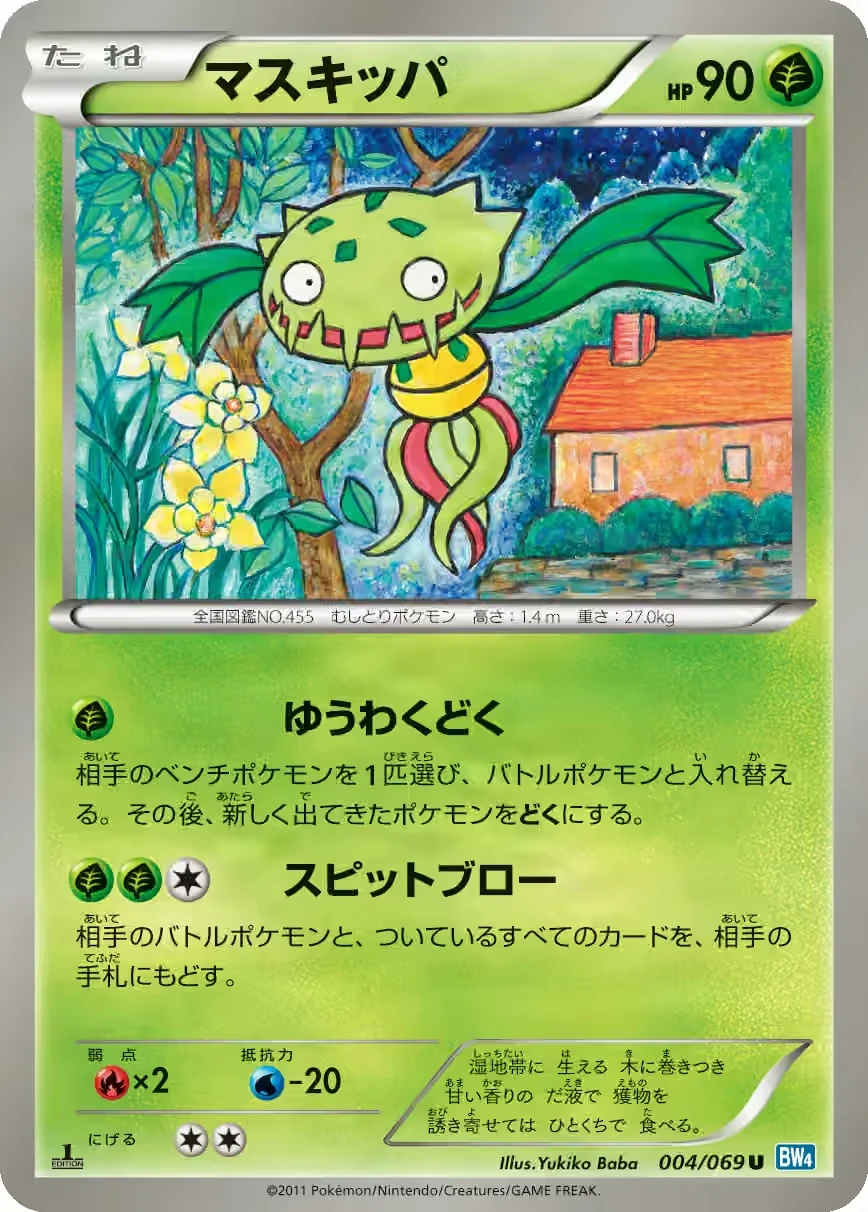 たね マスキッパ HP90
全国図鑑NO.455 むしとりポケモン 高さ：1.4m 重さ：27.0kg
ゆうわくどく
相手のベンチポケモンを1匹選び、バトルポケモンと入れ替え
る。その後、新しく出てきたポケモンをどくにする。
スピットブロー
相手のバトルポケモンと、ついているすべてのカードを、相手の
手札にもどす。
弱点 抵抗力
×2 －20
にげる
湿地帯に 生える 木に巻きつき
甘い香りの だ液で 獲物を
誘き寄せては ひとくちで 食べる。
1 EDITION
Illus.Yukiko Baba 004/069 U BW4
©2011 Pokémon/Nintendo/Creatures/GAME FREAK.